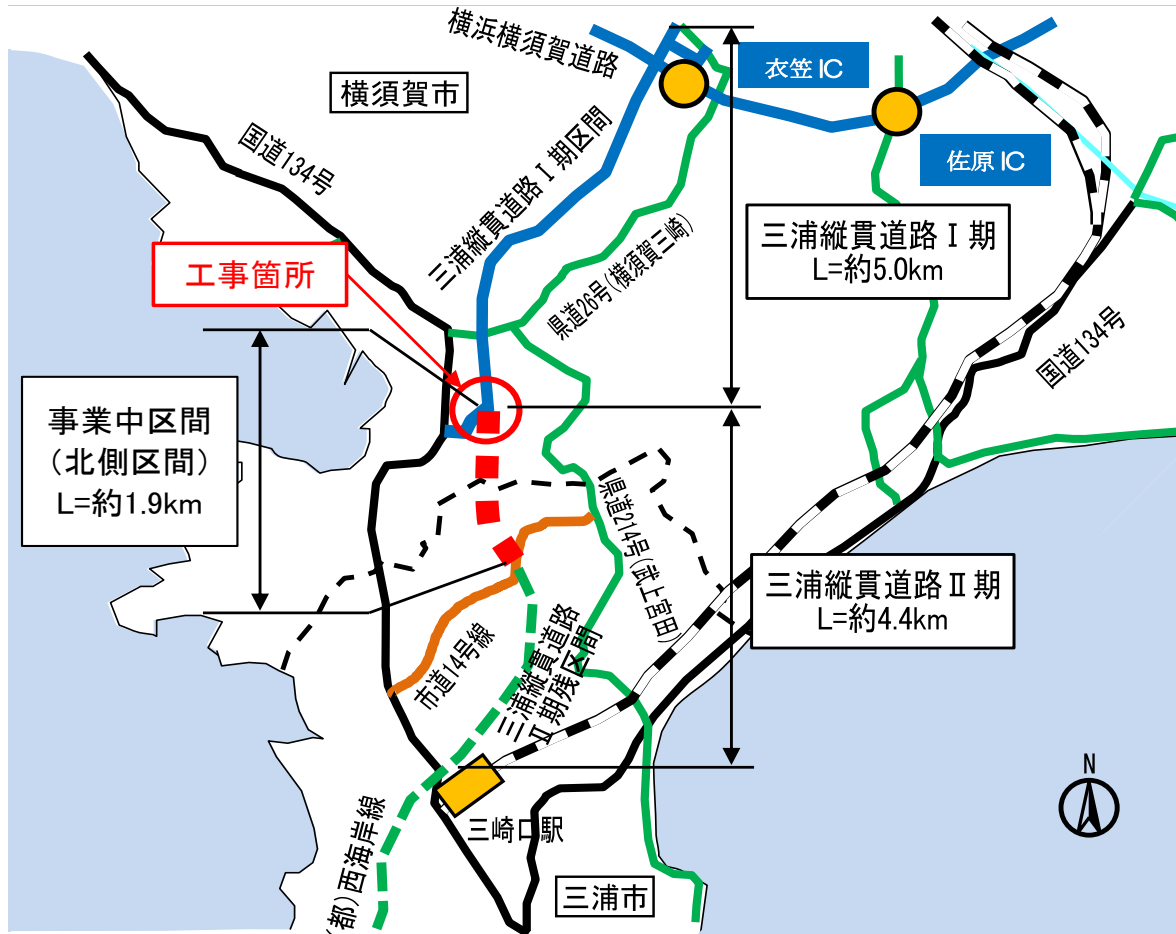 横浜横須賀道路
衣笠IC
横須賀市
国道134号
佐原IC
三浦縦貫道路Ⅰ期区間
県道26号(横須賀三崎)
三浦縦貫道路Ⅰ期
L=約5.0km
工事箇所
国道134号
事業中区間
(北側区間)
L=約1.9km
県道214号(武上宮田)
三浦縦貫道路Ⅱ期
L=約4.4km
市道14号線
三浦縦貫道路
Ⅱ期残区間
N
三崎口駅
(都)西海岸線
三浦市